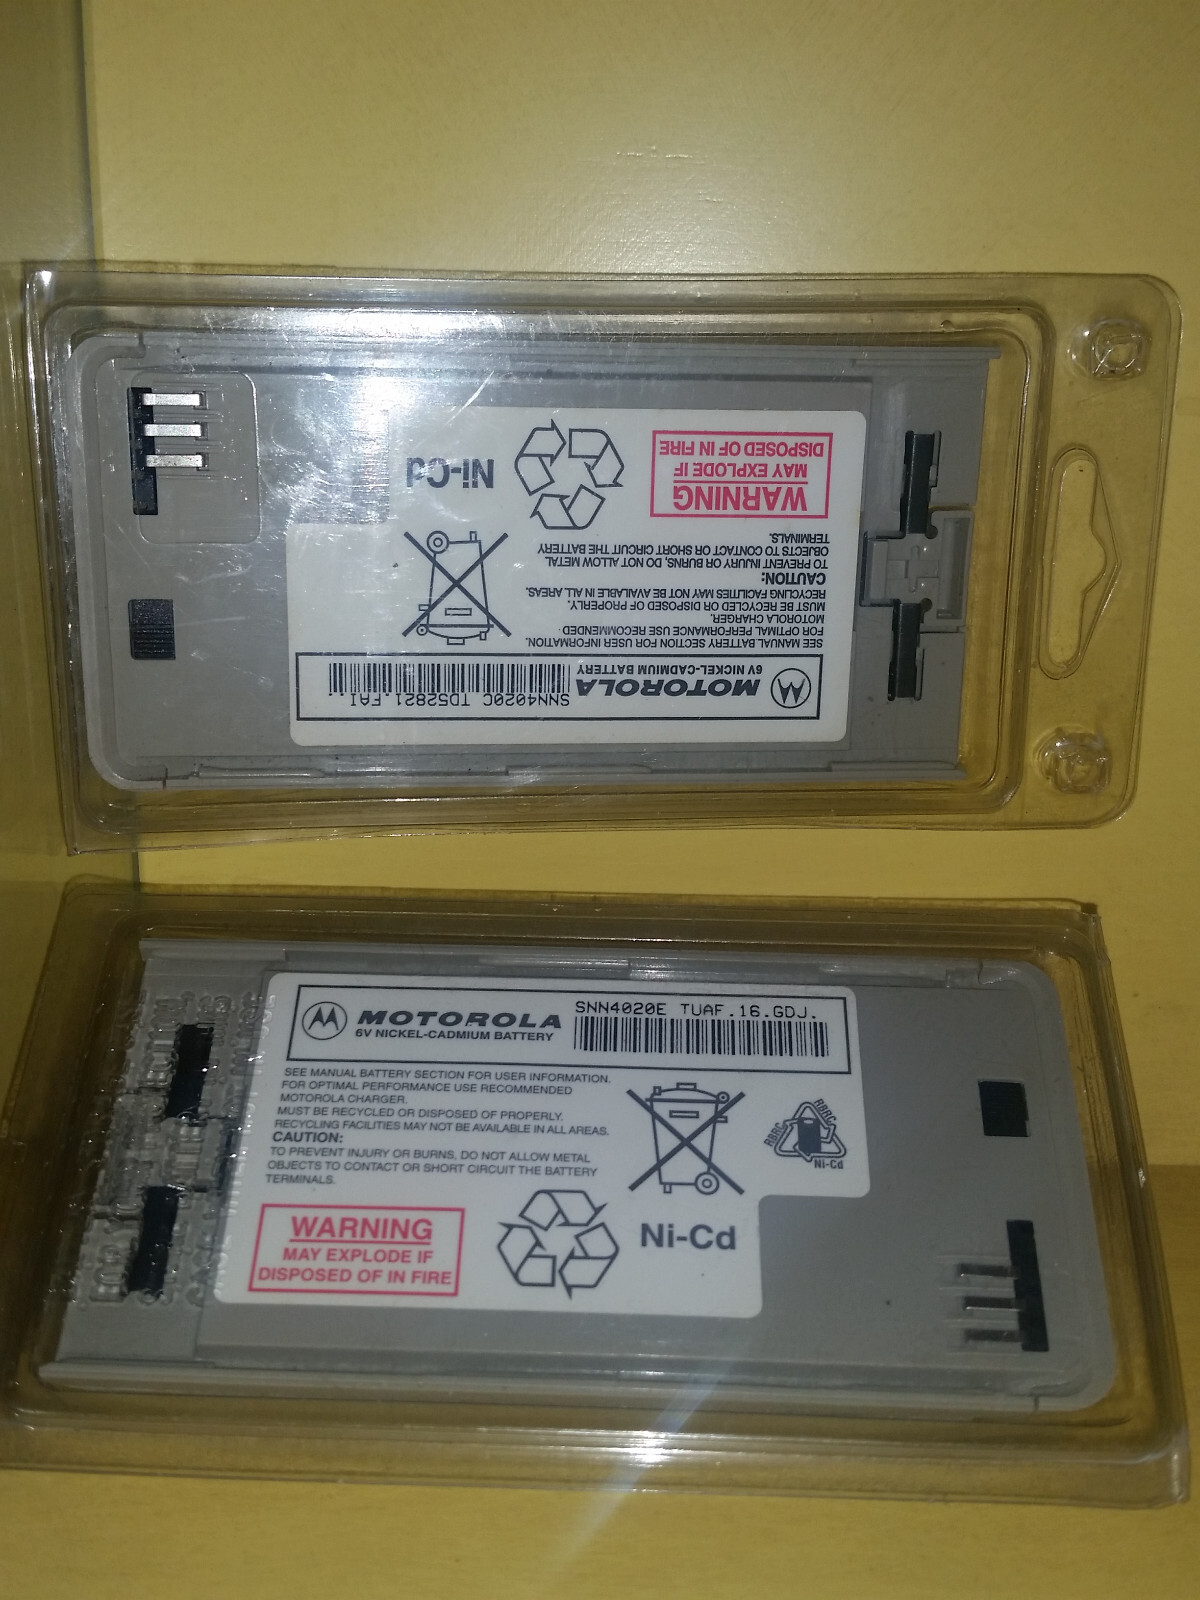 MOTOROLA
6V NICKEL-CADMIUM BATTERY
SNN4020C TD52821.FAI..
SEE MANUAL BATTERY SECTION FOR USER INFORMATION.
FOR OPTIMAL PERFORMANCE USE RECOMMENDED
MOTOROLA CHARGER.
MUST BE RECYCLED OR DISPOSED OF PROPERLY.
RECYCLING FACILITIES MAY NOT BE AVAILABLE IN ALL AREAS.
CAUTION:
TO PREVENT INJURY OR BURNS, DO NOT ALLOW METAL
OBJECTS TO CONTACT OR SHORT CIRCUIT THE BATTERY
TERMINALS.
WARNING
MAY EXPLODE IF
DISPOSED OF IN FIRE
Ni-Cd
MOTOROLA
6V NICKEL-CADMIUM BATTERY
SNN4020E TUAF.16.GDJ.
SEE MANUAL BATTERY SECTION FOR USER INFORMATION.
FOR OPTIMAL PERFORMANCE USE RECOMMENDED
MOTOROLA CHARGER.
MUST BE RECYCLED OR DISPOSED OF PROPERLY.
RECYCLING FACILITIES MAY NOT BE AVAILABLE IN ALL AREAS.
CAUTION:
TO PREVENT INJURY OR BURNS, DO NOT ALLOW METAL
OBJECTS TO CONTACT OR SHORT CIRCUIT THE BATTERY
TERMINALS.
RBRC
RBRC
Ni-Cd
WARNING
MAY EXPLODE IF
DISPOSED OF IN FIRE
Ni-Cd